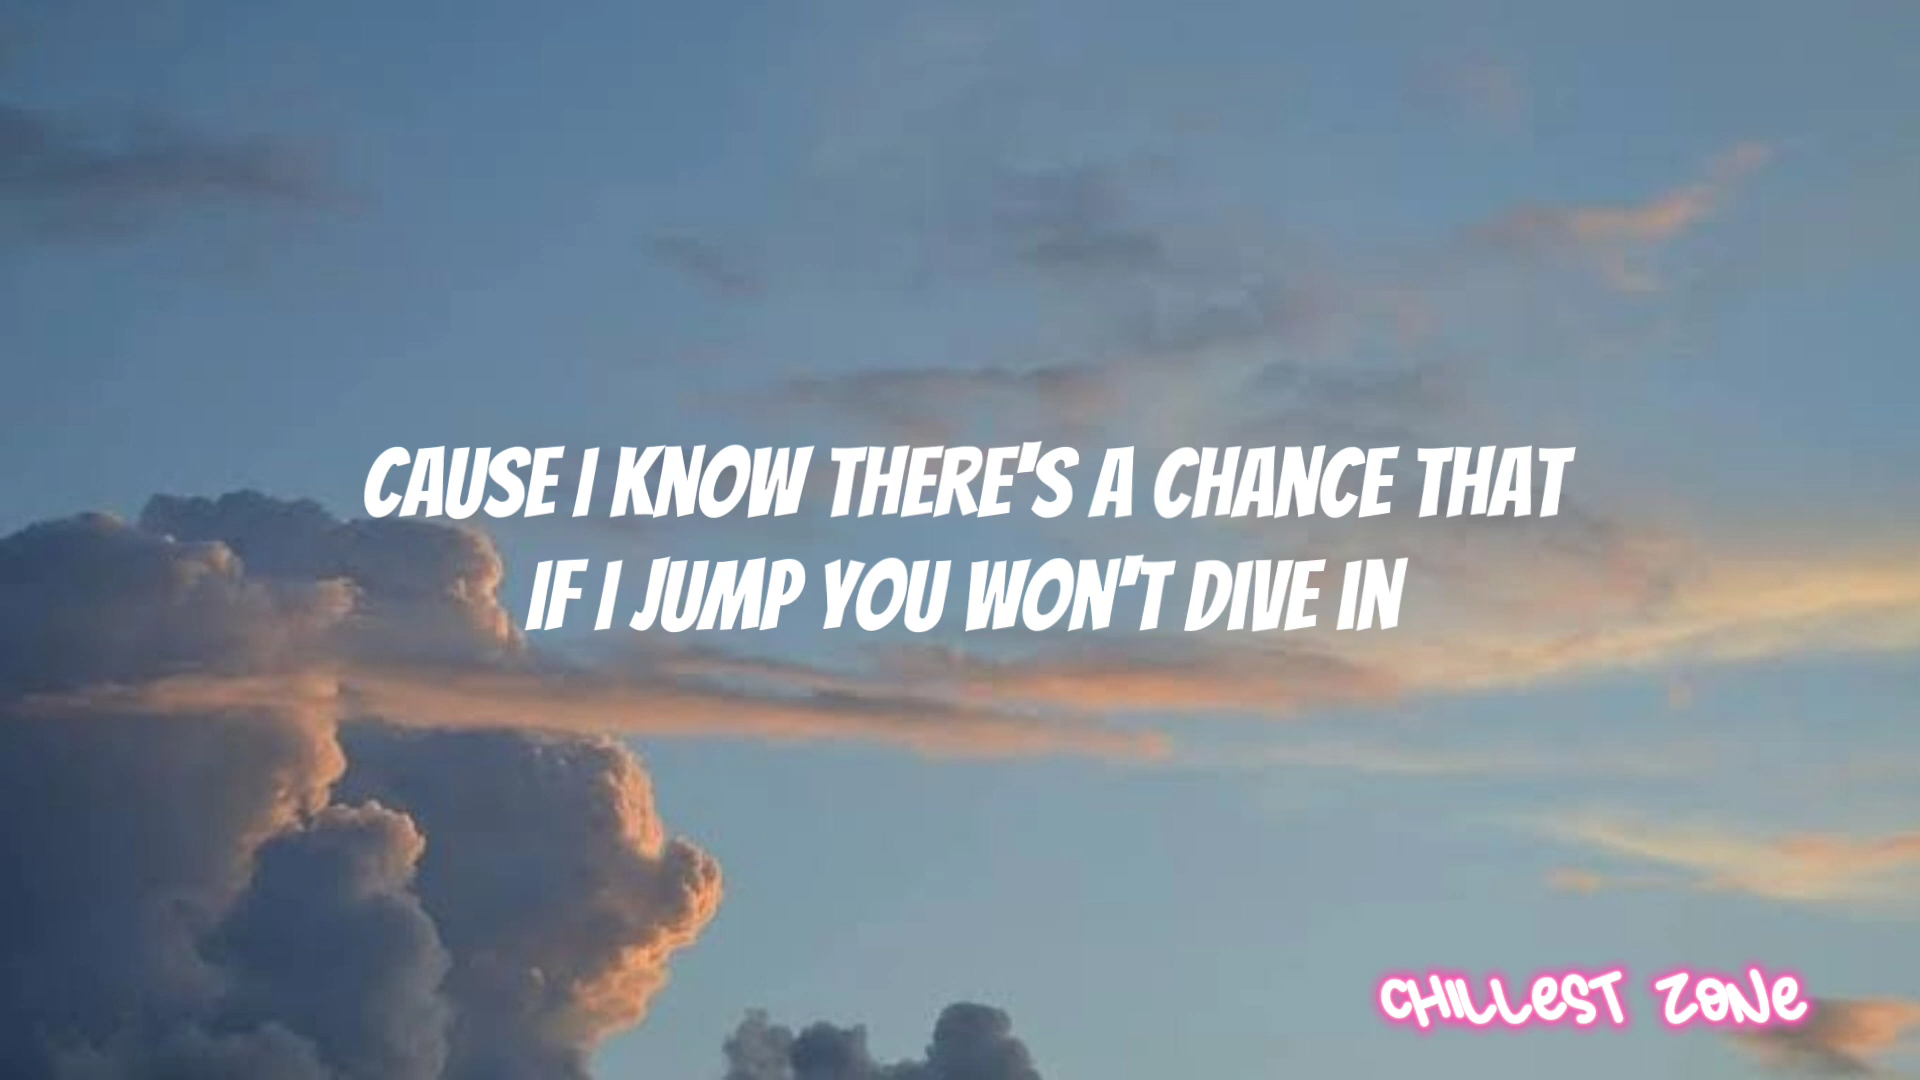 CAUSE I KNOW THERE'S A CHANCE THAT
IF I JUMP YOU WON'T DIVE IN
CHILLEST ZONE